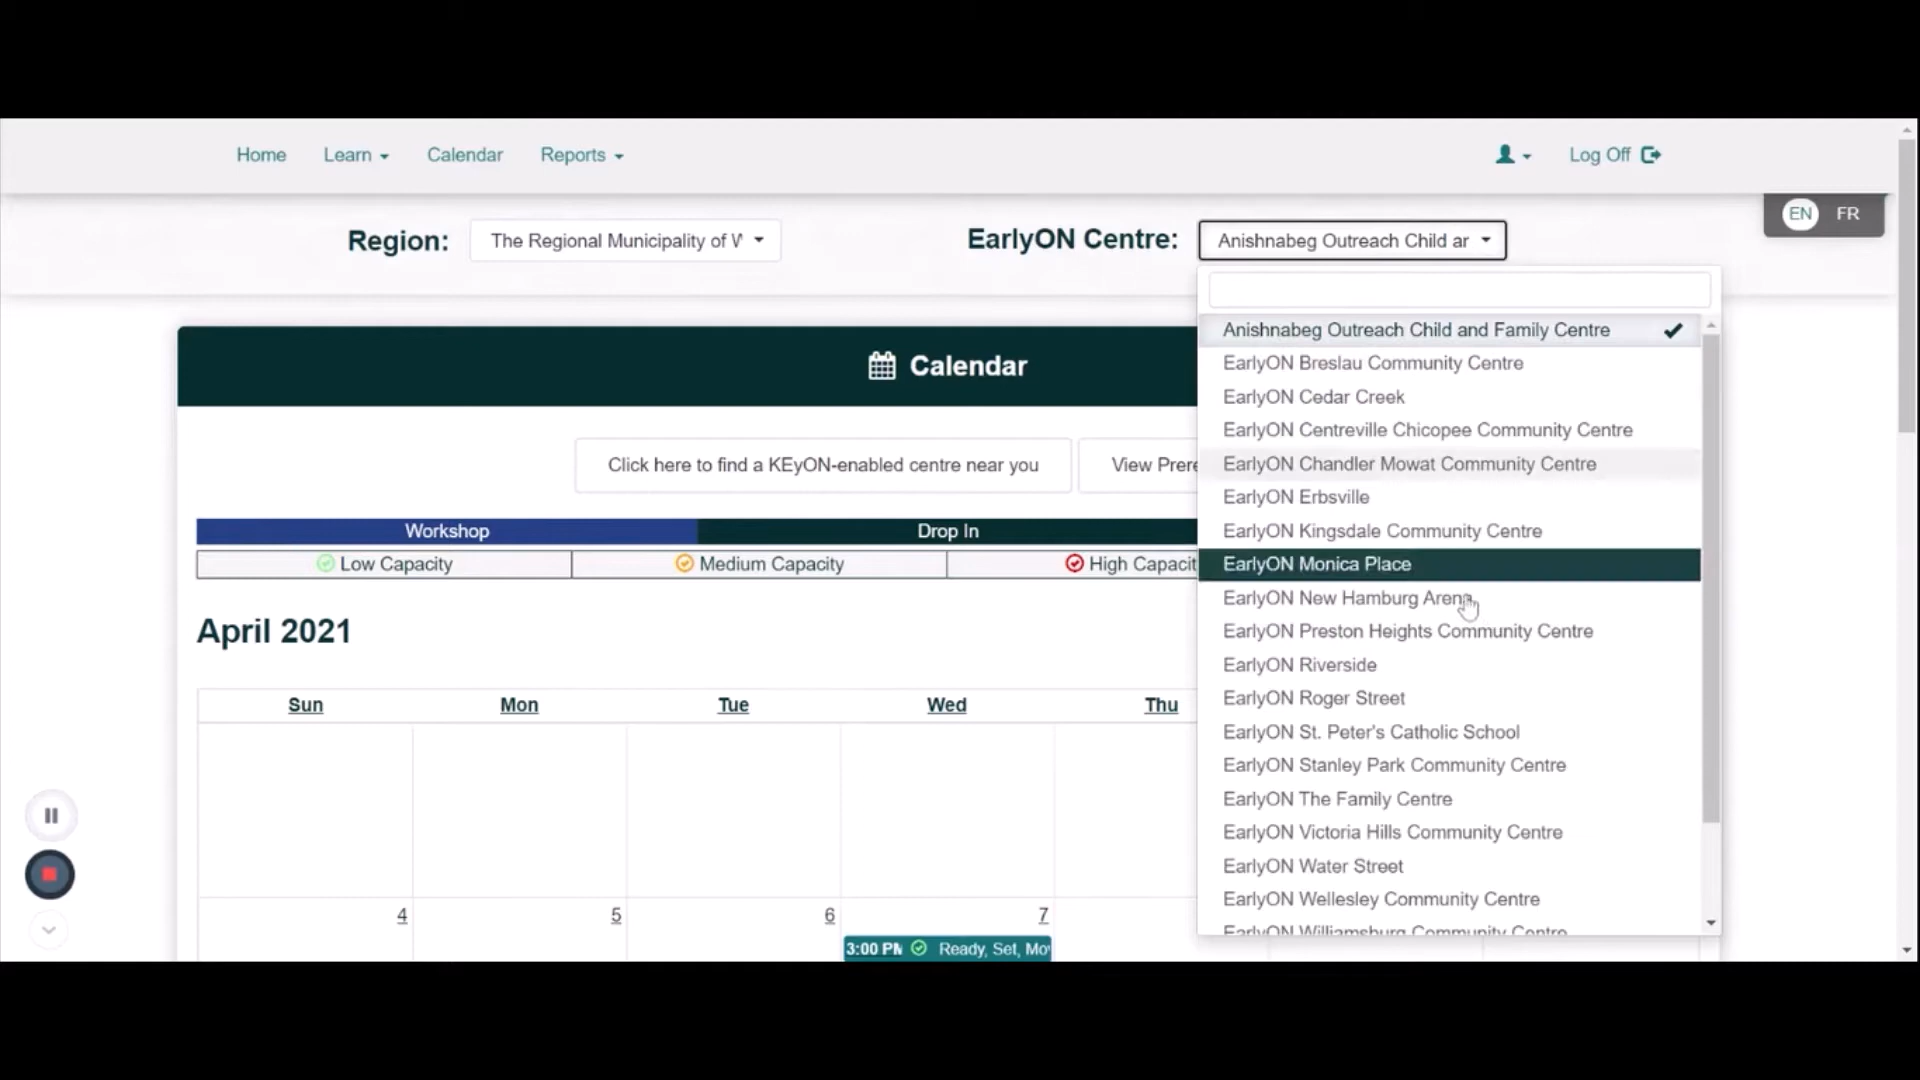 Home Learn Calendar Reports Log Off
EN FR
Region: The Regional Municipality of W EarlyON Centre: Anishnabeg Outreach Child ar
Calendar
Click here to find a KEyON-enabled centre near you View Prere
Workshop Drop In
Low Capacity Medium Capacity High Capacit
April 2021
Sun Mon Tue Wed Thu
4 5 6 7
3:00 PM Ready, Set, Mov
Anishnabeg Outreach Child and Family Centre
EarlyON Breslau Community Centre
EarlyON Cedar Creek
EarlyON Centreville Chicopee Community Centre
EarlyON Chandler Mowat Community Centre
EarlyON Erbsville
EarlyON Kingsdale Community Centre
EarlyON Monica Place
EarlyON New Hamburg Arena
EarlyON Preston Heights Community Centre
EarlyON Riverside
EarlyON Roger Street
EarlyON St. Peter's Catholic School
EarlyON Stanley Park Community Centre
EarlyON The Family Centre
EarlyON Victoria Hills Community Centre
EarlyON Water Street
EarlyON Wellesley Community Centre
EarlyON Williamsburg Community Centre